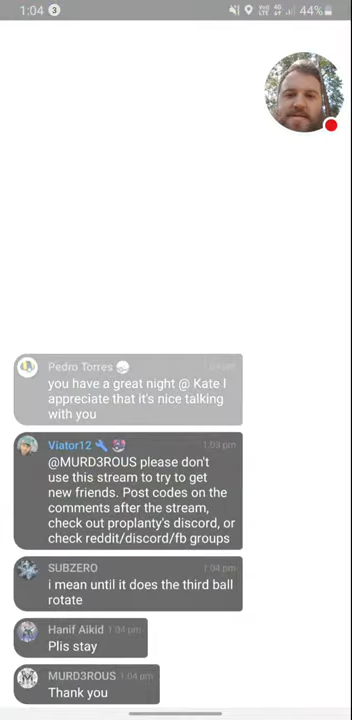 1:04 3 44%
Pedro Torres
you have a great night @ Kate I
appreciate that it's nice talking
with you
Viator12 1:03 pm
@MURD3ROUS please don't
use this stream to try to get
new friends. Post codes on the
comments after the stream,
check out proplanty's discord, or
check reddit/discord/fb groups
SUBZERO 1:04 pm
i mean until it does the third ball
rotate
Hanif Aikid 1:04 pm
Plis stay
MURD3ROUS 1:04 pm
Thank you